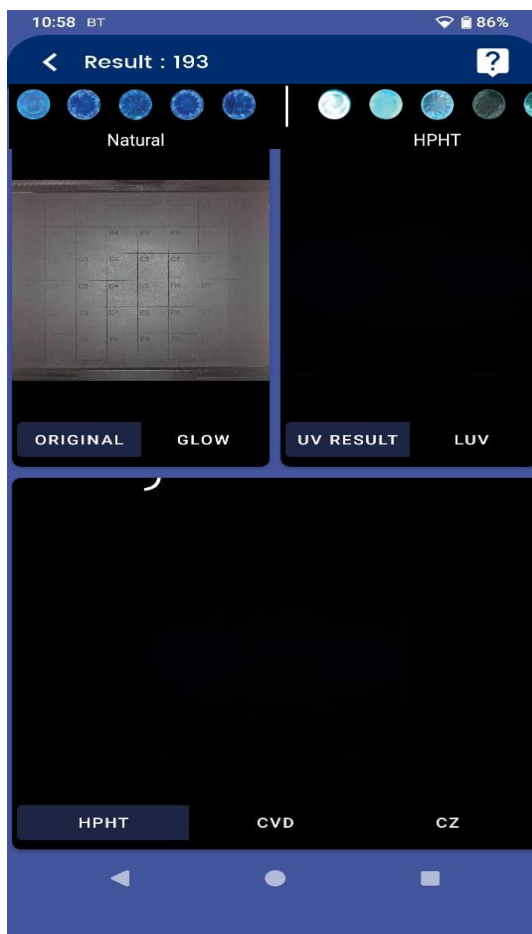 10:58 BT 86%
Result : 193
?
Natural HPHT
ORIGINAL GLOW UV RESULT LUV
HPHT CVD CZ